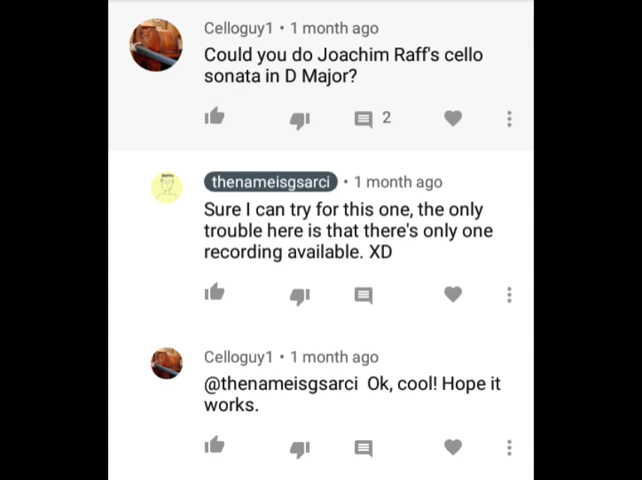 Celloguy1 • 1 month ago
Could you do Joachim Raff's cello
sonata in D Major?
2
thenameisgsarci • 1 month ago
Sure I can try for this one, the only
trouble here is that there's only one
recording available. XD
Celloguy1 • 1 month ago
@thenameisgsarci Ok, cool! Hope it
works.